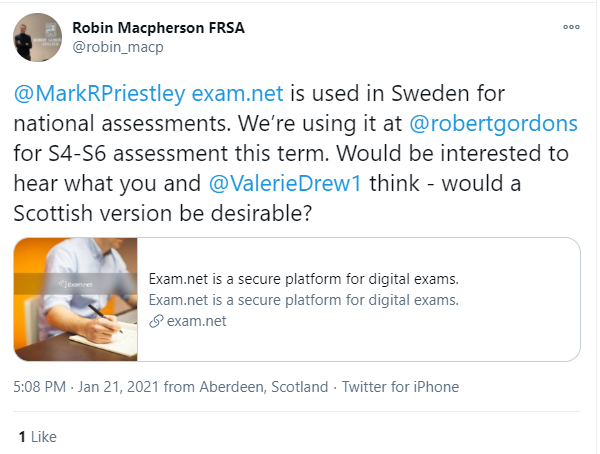 Robin Macpherson FRSA
@robin_macp
@MarkRPriestley exam.net is used in Sweden for
national assessments. We're using it at @robertgordons
for S4-S6 assessment this term. Would be interested to
hear what you and @ValerieDrew1 think - would a
Scottish version be desirable?
Exam.net
Exam.net is a secure platform for digital exams.
Exam.net is a secure platform for digital exams.
exam.net
5:08 PM · Jan 21, 2021 from Aberdeen, Scotland · Twitter for iPhone
1 Like